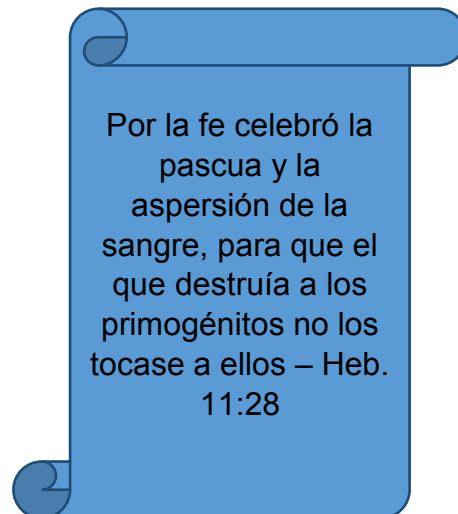 Por la fe celebró la
pascua y la
aspersión de la
sangre, para que el
que destruía a los
primogénitos no los
tocase a ellos – Heb.
11:28